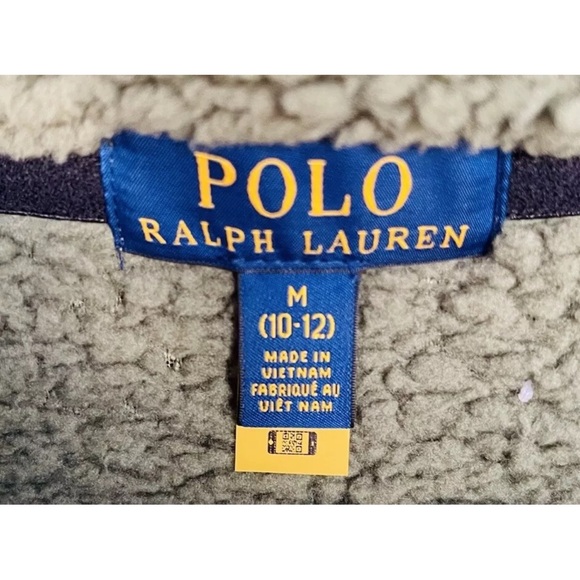 POLO
RALPH LAUREN
M
(10-12)
MADE IN
VIETNAM
FABRIQUÉ AU
VIÊT NAM